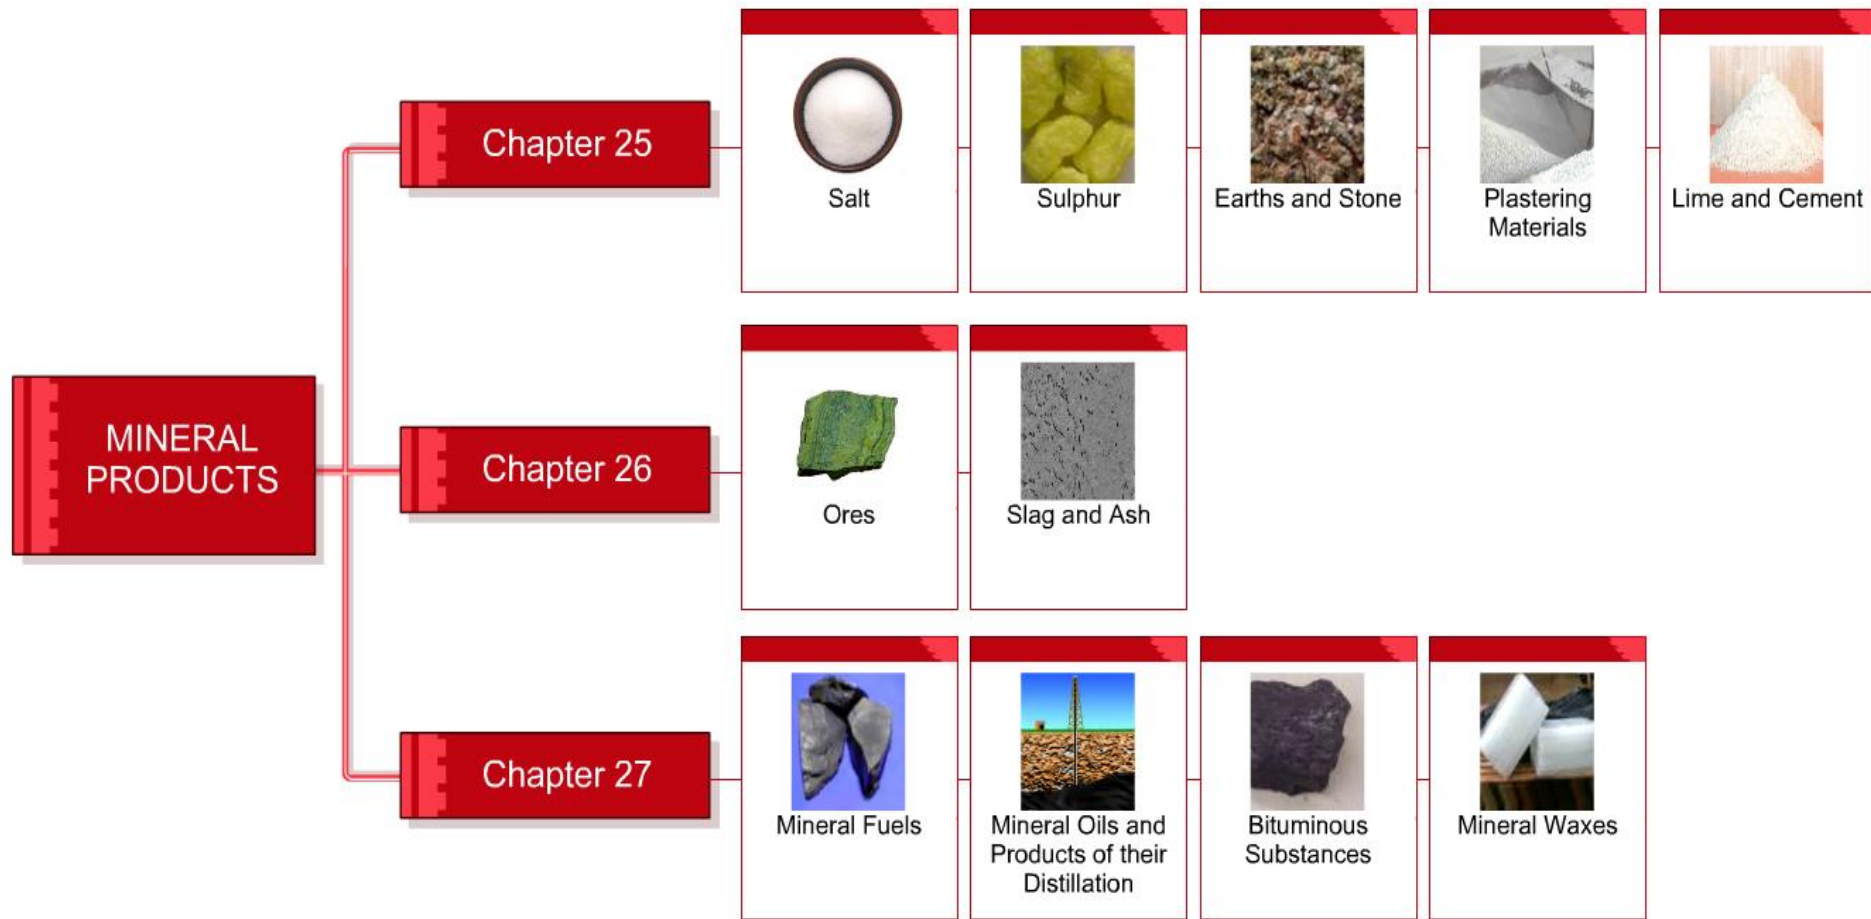 MINERAL
PRODUCTS
Chapter 25
Salt
Sulphur
Earths and Stone
Plastering
Materials
Lime and Cement
Chapter 26
Ores
Slag and Ash
Chapter 27
Mineral Fuels
Mineral Oils and
Products of their
Distillation
Bituminous
Substances
Mineral Waxes